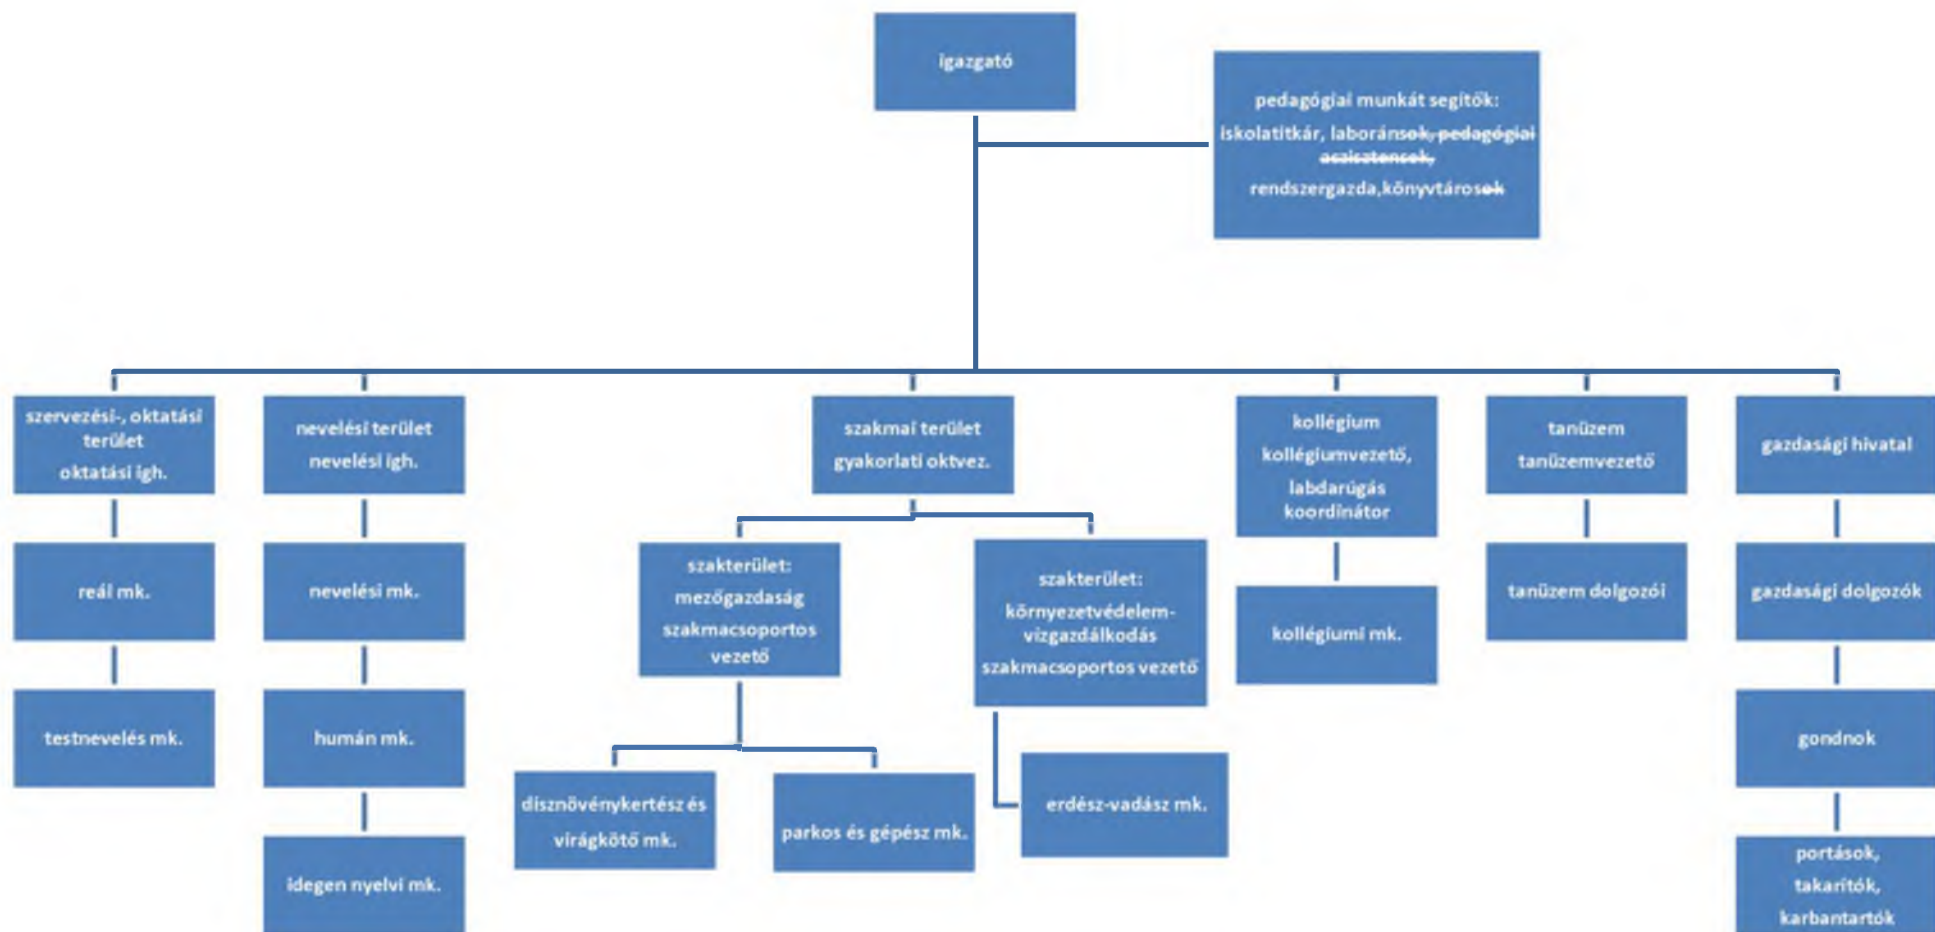 igazgató
pedagógiai munkát segítők:
iskolatitkár, laboránsok, pedagógiai
aszisztensek,
rendszergazda,könyvtárosok
szervezési-, oktatási
terület
oktatási igh.
reál mk.
testnevelés mk.
nevelési terület
nevelési igh.
nevelési mk.
humán mk.
idegen nyelvi mk.
szakmai terület
gyakorlati oktvez.
szakterület:
mezőgazdaság
szakmacsoportos
vezető
dísznövénykertész és
virágkötő mk.
parkos és gépész mk.
szakterület:
környezetvédelem-
vízgazdálkodás
szakmacsoportos vezető
erdész-vadász mk.
kollégium
kollégiumvezető,
labdarúgás
koordínátor
kollégiumi mk.
tanüzem
tanüzemvezető
tanüzem dolgozói
gazdasági hivatal
gazdasági dolgozók
gondnok
portások,
takarítók,
karbantartók